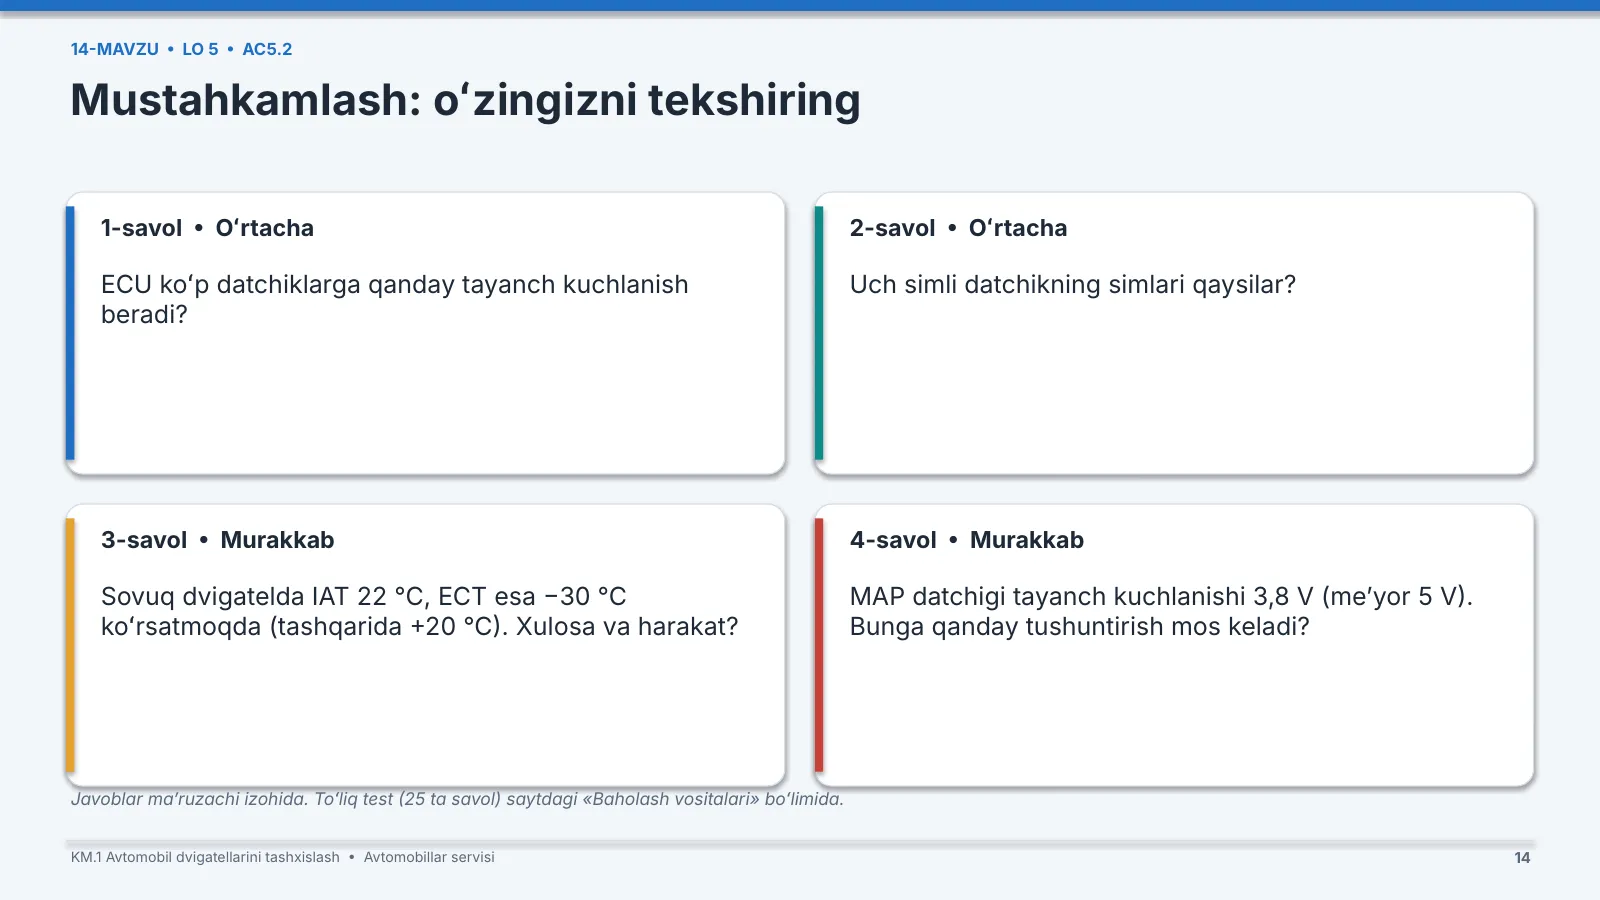 14-MAVZU • LO 5 • AC5.2
Mustahkamlash: oʻzingizni tekshiring
1-savol • Oʻrtacha
ECU koʻp datchiklarga qanday tayanch kuchlanish
beradi?
2-savol • Oʻrtacha
Uch simli datchikning simlari qaysilar?
3-savol • Murakkab
Sovuq dvigatelda IAT 22 °C, ECT esa −30 °C
koʻrsatmoqda (tashqarida +20 °C). Xulosa va harakat?
4-savol • Murakkab
MAP datchigi tayanch kuchlanishi 3,8 V (meʼyor 5 V).
Bunga qanday tushuntirish mos keladi?
Javoblar maʼruzachi izohida. Toʻliq test (25 ta savol) saytdagi «Baholash vositalari» boʻlimida.
KM.1 Avtomobil dvigatellarini tashxislash • Avtomobillar servisi
14